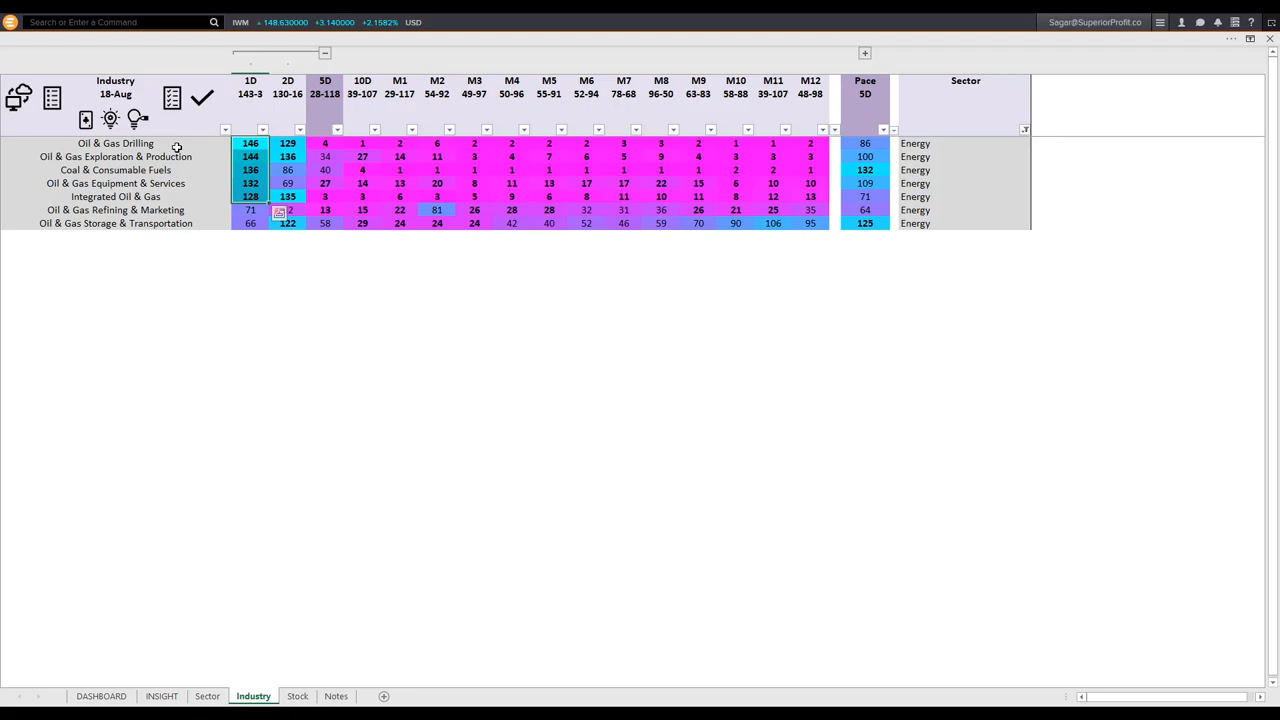 Search or Enter a Command IWM 148.630000 +3.140000 +2.1582% USD Sagar@SuperiorProfit.co
Industry 1D 2D 5D 10D M1 M2 M3 M4 M5 M6 M7 M8 M9 M10 M11 M12 Pace Sector
18-Aug 143-3 130-16 28-118 39-107 29-117 54-92 49-97 50-96 55-91 52-94 78-68 96-50 63-83 58-88 39-107 48-98 5D
Oil & Gas Drilling 146 129 4 1 2 6 2 2 2 2 3 3 2 1 1 2 86 Energy
Oil & Gas Exploration & Production 144 136 34 27 14 11 3 4 7 6 5 9 4 3 3 3 100 Energy
Coal & Consumable Fuels 136 86 40 4 1 1 1 1 1 1 1 1 1 2 2 1 132 Energy
Oil & Gas Equipment & Services 132 69 27 14 13 20 8 11 13 17 17 22 15 6 10 10 109 Energy
Integrated Oil & Gas 128 135 3 3 6 3 5 9 6 8 11 10 11 8 12 13 71 Energy
Oil & Gas Refining & Marketing 71 2 13 15 22 81 26 28 28 32 31 36 26 21 25 35 64 Energy
Oil & Gas Storage & Transportation 66 122 58 29 24 24 24 42 40 52 46 59 70 90 106 95 125 Energy
DASHBOARD INSIGHT Sector Industry Stock Notes